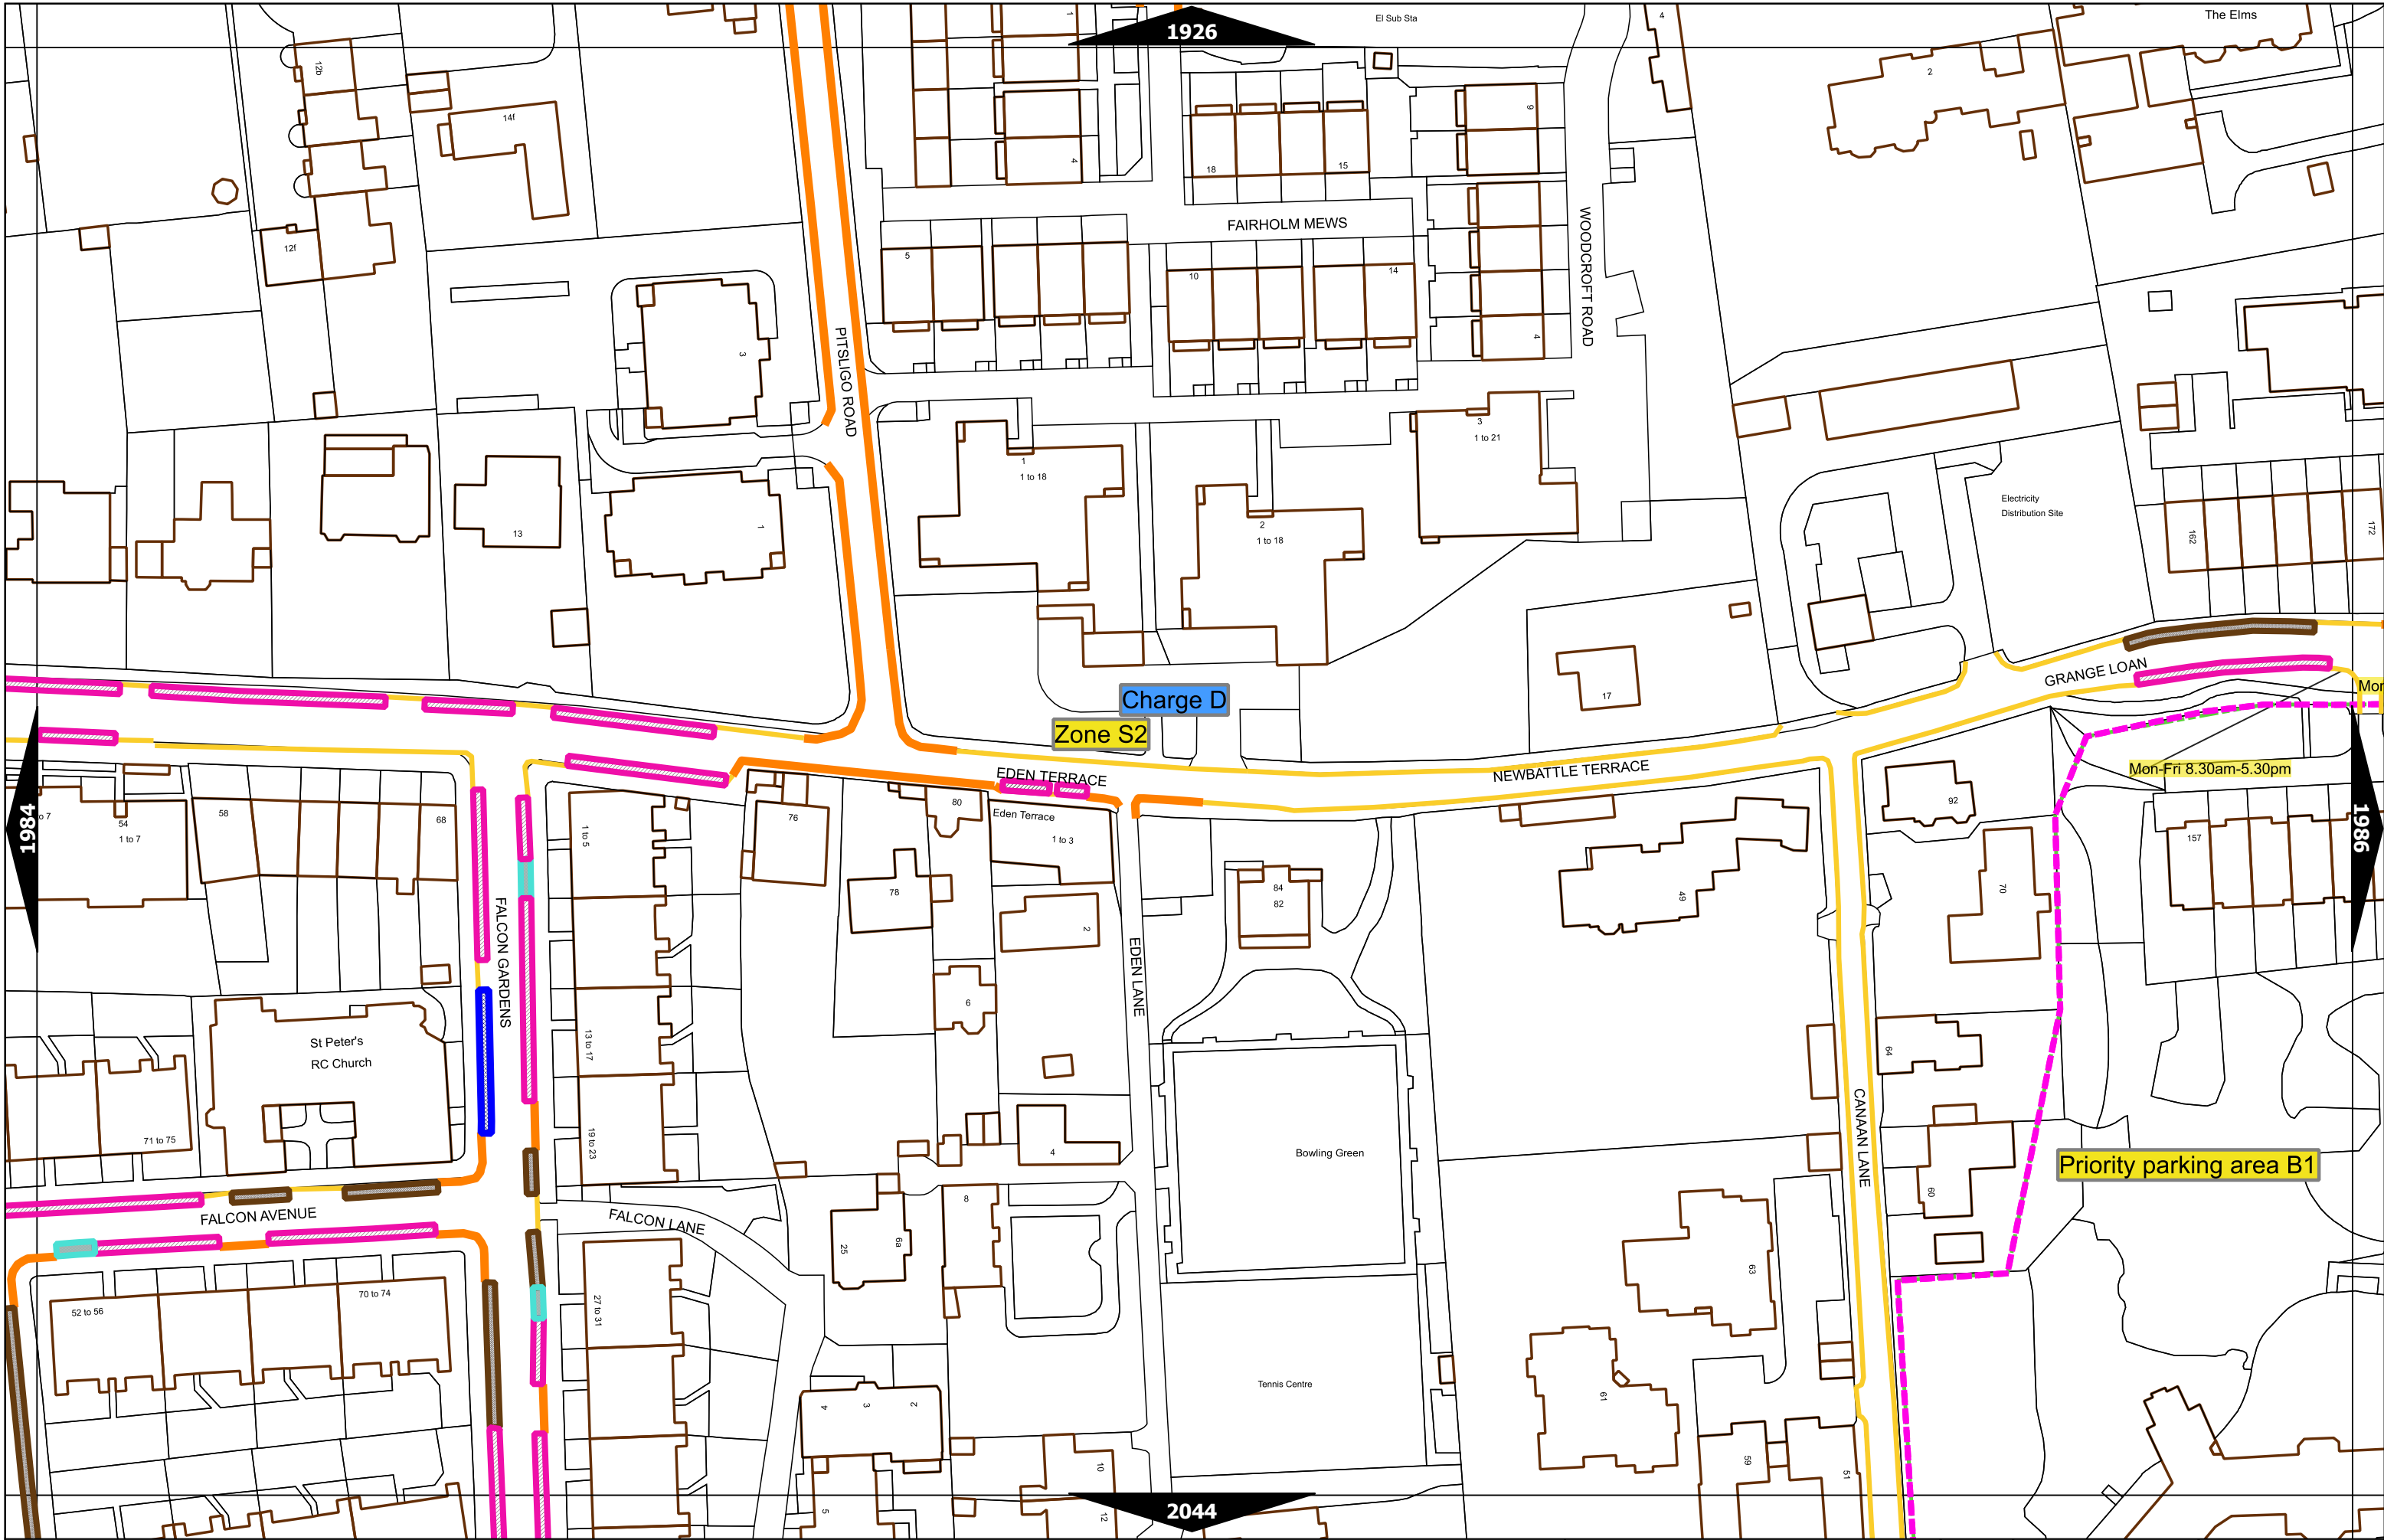 1926
El Sub Sta
The Elms
1
4
12b
2
14f
9
4
18
15
FAIRHOLM MEWS
WOODCROFT ROAD
12f
5
10
14
3
PITSLIGO ROAD
4
3
1 to 21
1
1 to 18
2
1 to 18
13
1
Electricity
Distribution Site
162
172
GRANGE LOAN
Mon
17
Charge D
Zone S2
EDEN TERRACE
NEWBATTLE TERRACE
Mon-Fri 8.30am-5.30pm
1984
1986
o 7
54
1 to 7
58
68
1 to 5
76
80
Eden Terrace
1 to 3
92
157
78
84
82
49
70
2
FALCON GARDENS
EDEN LANE
6
St Peter's
RC Church
13 to 17
64
CANAAN LANE
71 to 75
19 to 23
4
Bowling Green
Priority parking area B1
60
8
FALCON AVENUE
FALCON LANE
25
6a
63
52 to 56
70 to 74
27 to 31
Tennis Centre
61
4
3
2
10
59
51
5
12
2044